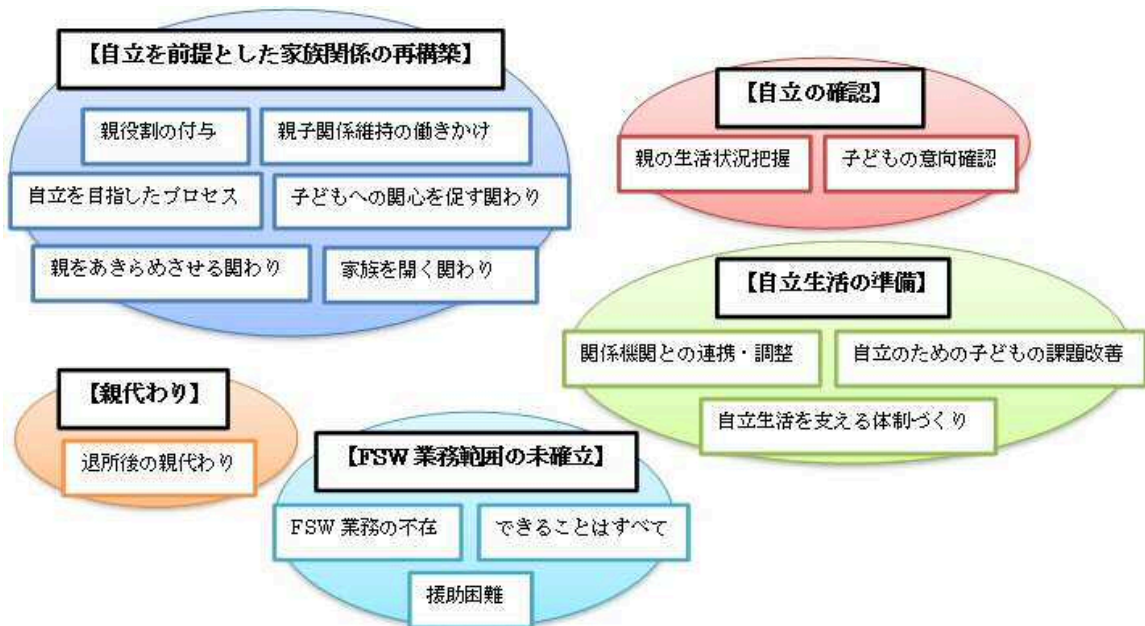 【自立を前提とした家族関係の再構築】
親役割の付与
親子関係維持の働きかけ
自立を目指したプロセス
子どもへの関心を促す関わり
親をあきらめさせる関わり
家族を開く関わり
【自立の確認】
親の生活状況把握
子どもの意向確認
【自立生活の準備】
関係機関との連携・調整
自立のための子どもの課題改善
自立生活を支える体制づくり
【親代わり】
退所後の親代わり
【FSW 業務範囲の未確立】
FSW 業務の不在
できることはすべて
援助困難